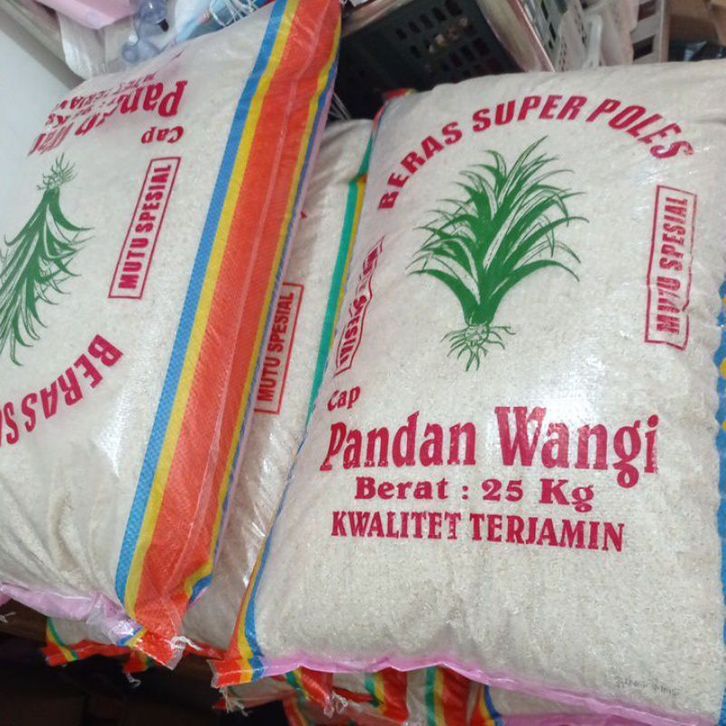 BERAS SUPER POLES
MUTU SPESIAL
Cap
Pandan Wangi
Berat : 25 Kg
KWALITET TERJAMIN
MUTU SPESIAL
Cap
MUTU SPESIAL
BERAS